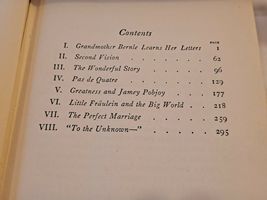 Contents
PAGE
I. Grandmother Bernle Learns Her Letters 1
II. Second Vision . . . . . . 62
III. The Wonderful Story . . . . . 96
IV. Pas de Quatre . . . . . . 129
V. Greatness and Jamey Pobjoy . . . 177
VI. Little Fräulein and the Big World . . 218
VII. The Perfect Marriage . . . . . 259
VIII. "To the Unknown—" . . . . . 295